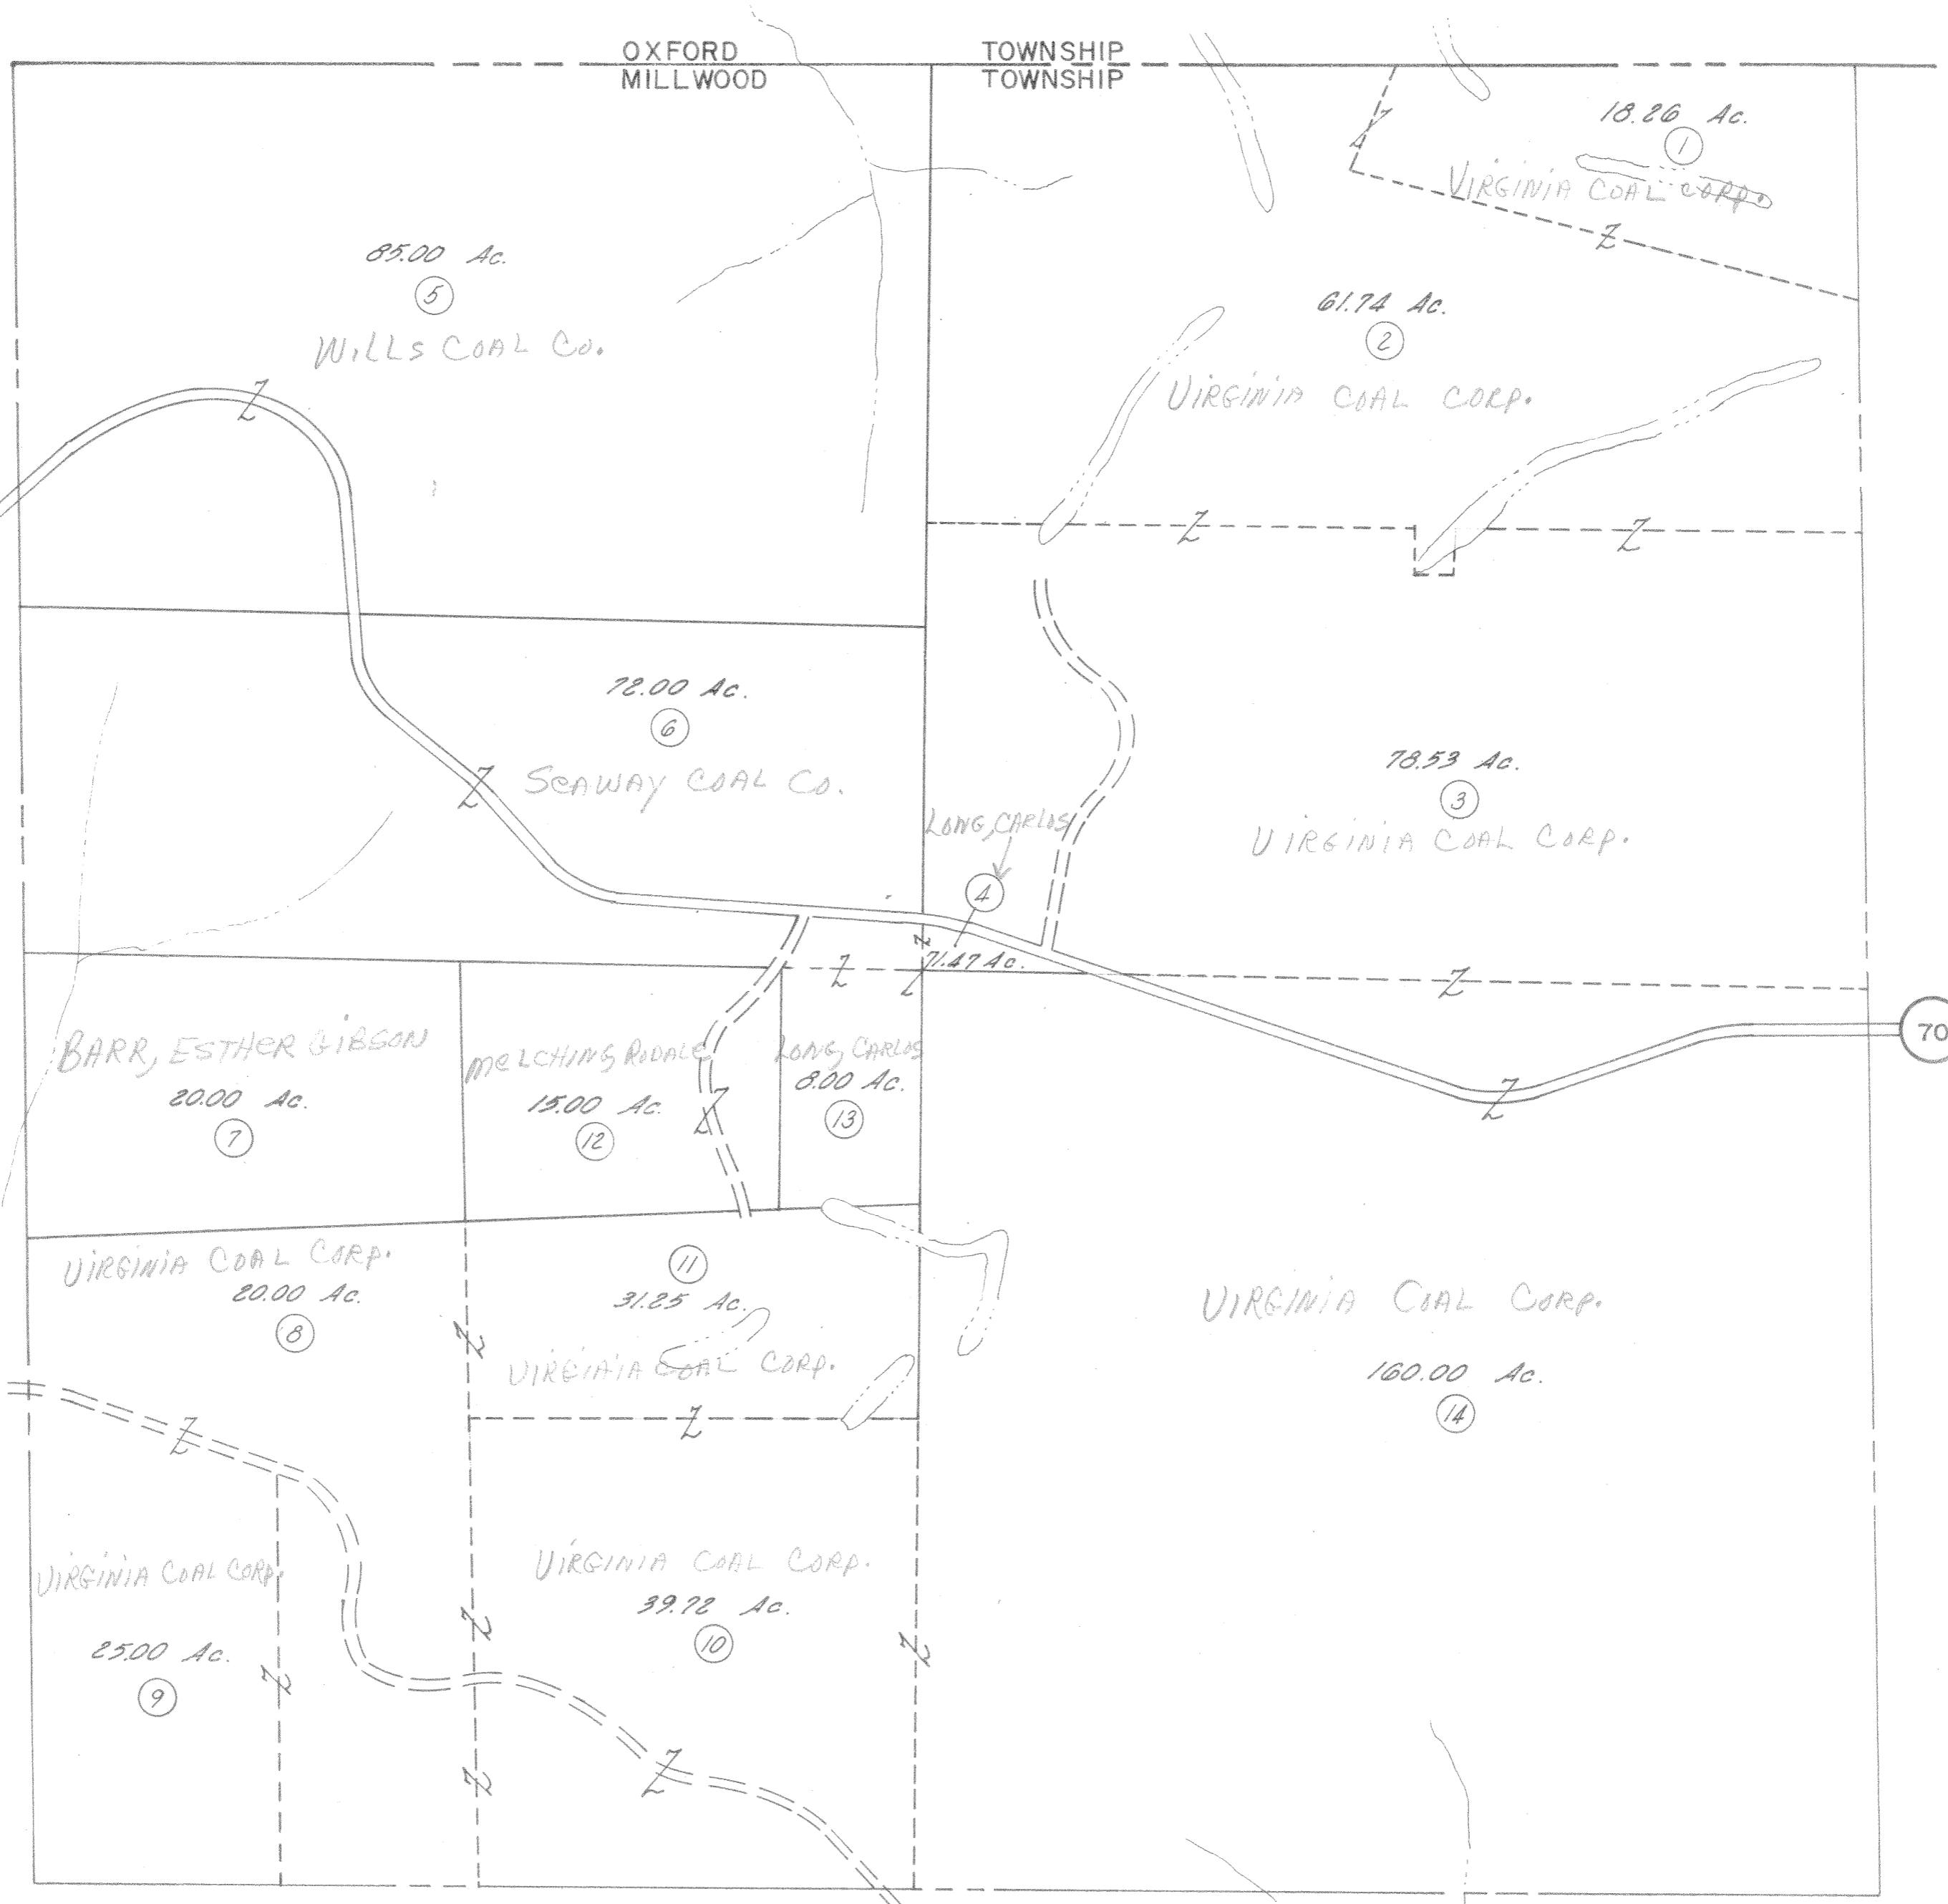 OXFORD TOWNSHIP
MILLWOOD TOWNSHIP
18.26 Ac.
1
VIRGINIA COAL CORP.
85.00 Ac.
5
WILLS COAL CO.
61.74 Ac.
2
VIRGINIA COAL CORP.
72.00 Ac.
6
SEAWAY COAL CO.
78.53 Ac.
3
VIRGINIA COAL CORP.
LONG, CARLOS
4
71.47 Ac.
70
BARR, ESTHER GIBSON
20.00 Ac.
7
MELCHING RODALE
15.00 Ac.
12
LONG, CARLOS
8.00 Ac.
13
VIRGINIA COAL CORP.
20.00 Ac.
8
11
31.25 Ac.
VIRGINIA COAL CORP.
VIRGINIA COAL CORP.
160.00 Ac.
14
VIRGINIA COAL CORP.
25.00 Ac.
9
VIRGINIA COAL CORP.
39.72 Ac.
10